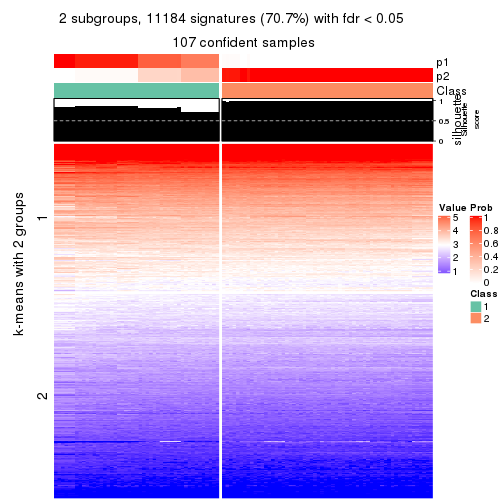 2 subgroups, 11184 signatures (70.7%) with fdr < 0.05
107 confident samples
p1
p2
Class
1
0.5
0
silhouette
Silhouette
score
k-means with 2 groups
1
2
Value
5
4
3
2
1
Prob
1
0.8
0.6
0.4
0.2
0
Class
1
2